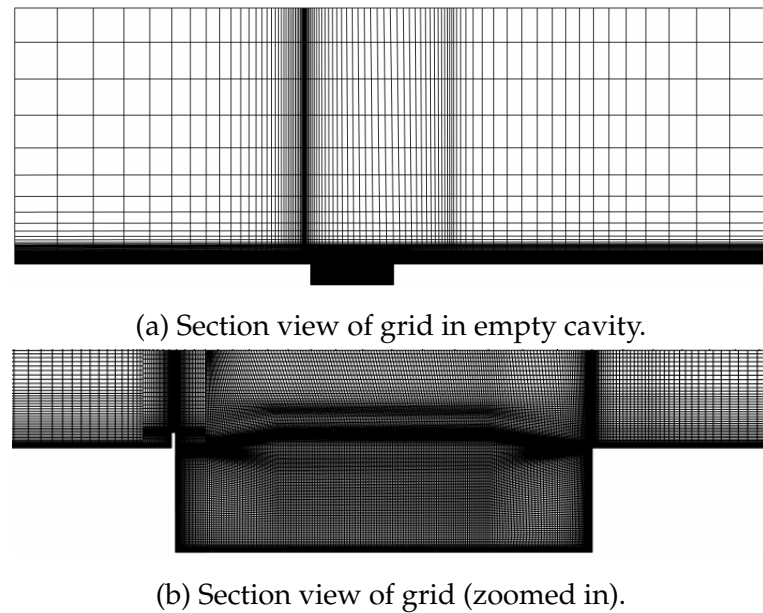 (a) Section view of grid in empty cavity.
(b) Section view of grid (zoomed in).